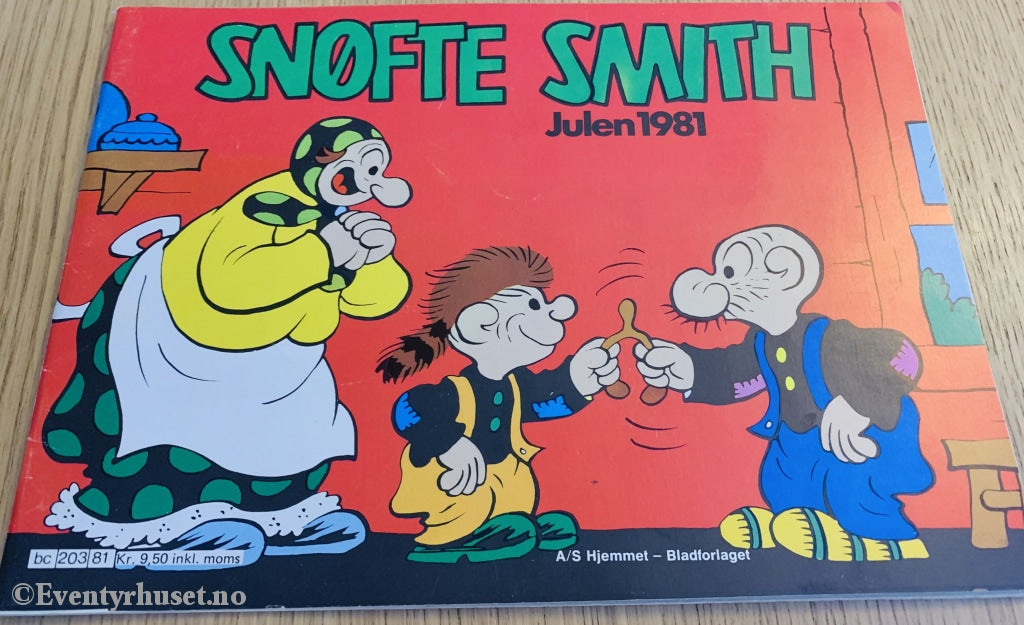 SNØFTE SMITH
Julen 1981
bc 203 81 Kr. 9,50 inkl. moms
A/S Hjemmet – Bladforlaget
©Eventyrhuset.no